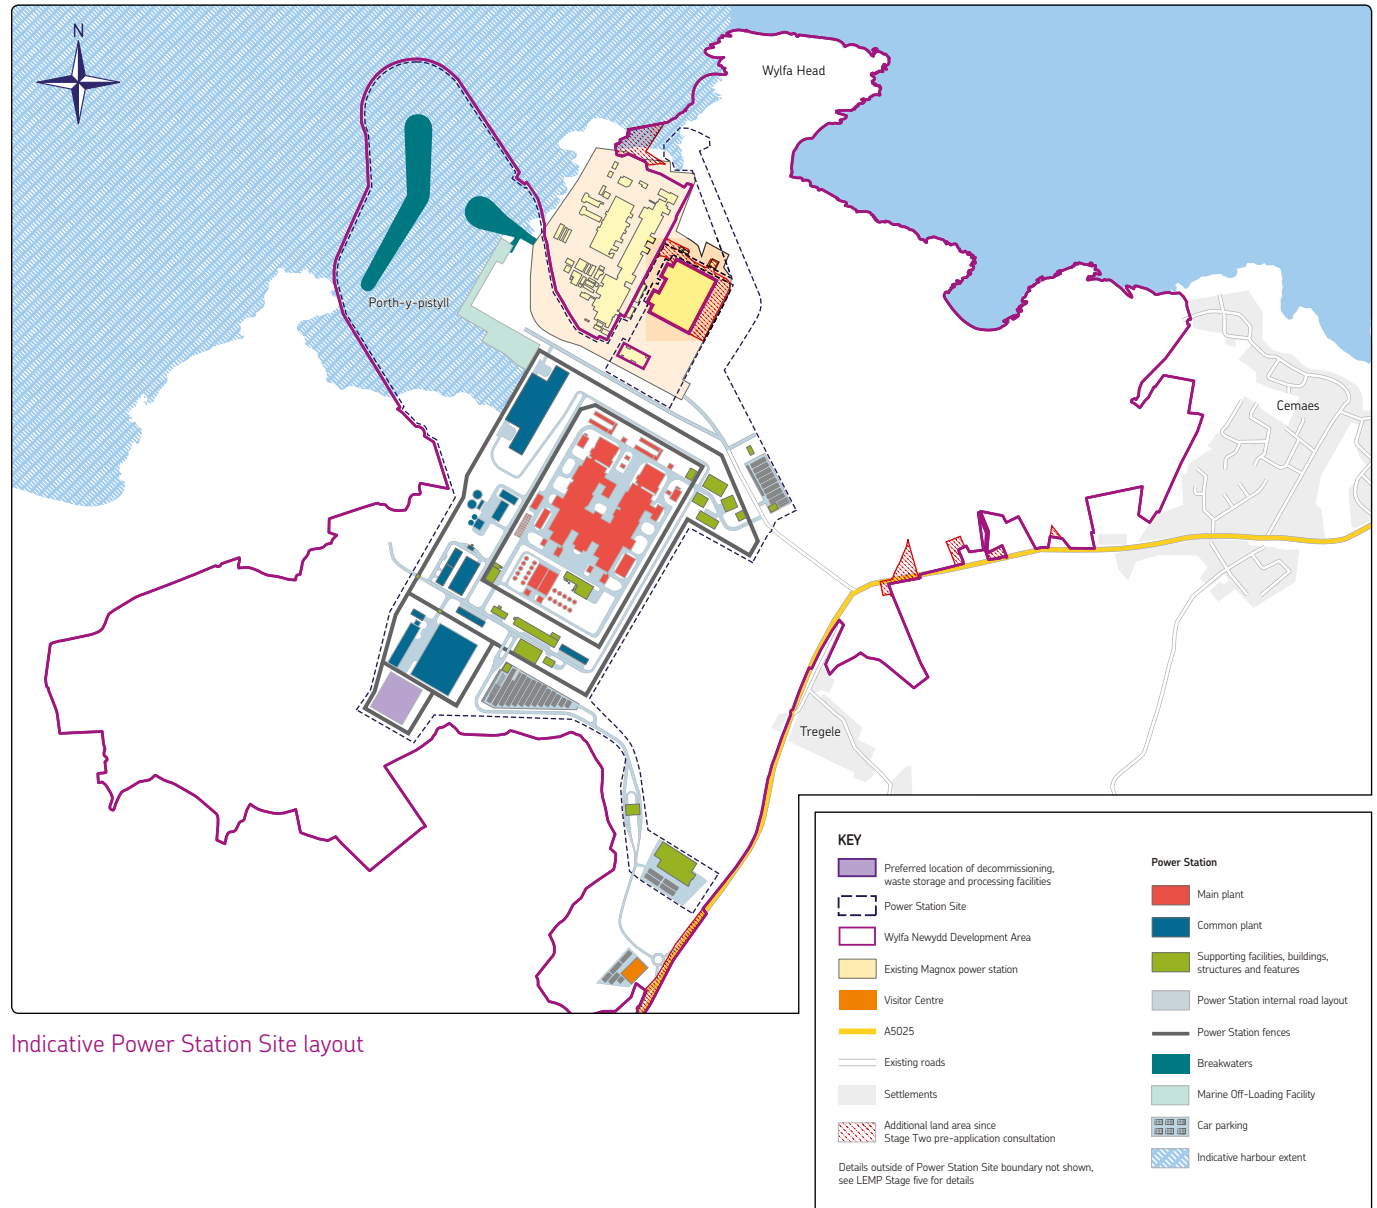 N
Wylfa Head
Porth-y-pistyll
Cemaes
Tregele
KEY
Preferred location of decommissioning,
waste storage and processing facilities
Power Station Site
Wylfa Newydd Development Area
Existing Magnox power station
Visitor Centre
A5025
Existing roads
Settlements
Additional land area since
Stage Two pre-application consultation
Details outside of Power Station Site boundary not shown,
see LEMP Stage five for details
Power Station
Main plant
Common plant
Supporting facilities, buildings,
structures and features
Power Station internal road layout
Power Station fences
Breakwaters
Marine Off-Loading Facility
Car parking
Indicative harbour extent
Indicative Power Station Site layout